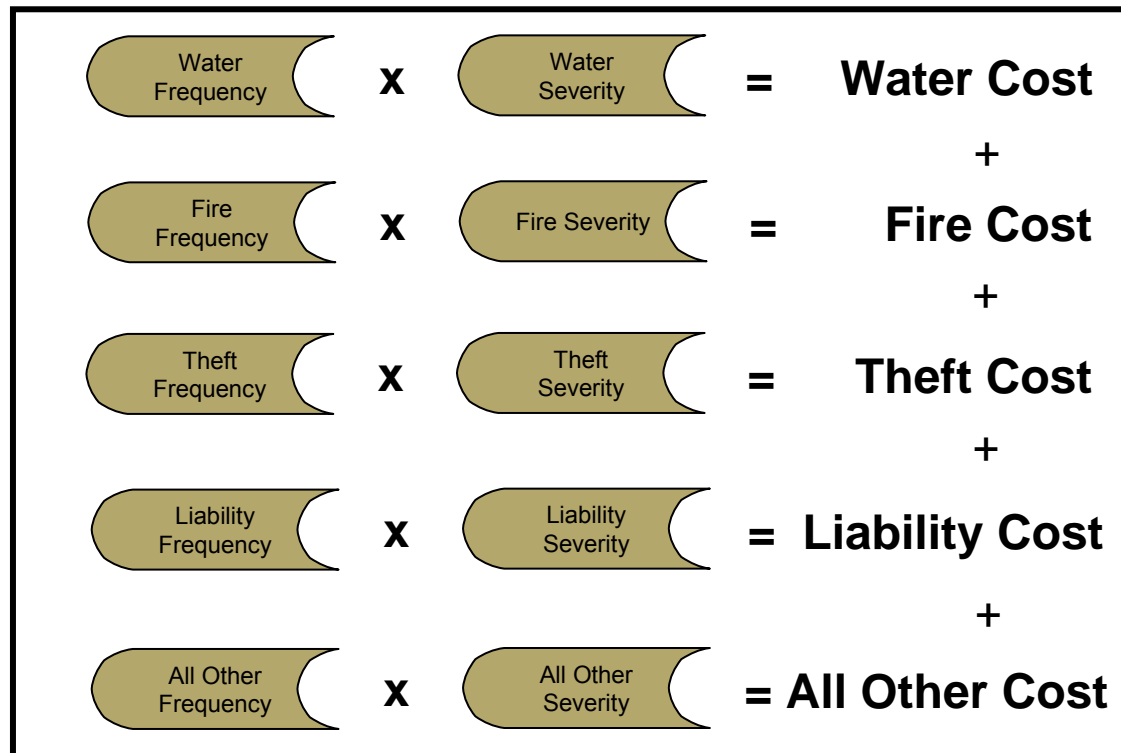 Water
Frequency
x
Water
Severity
= Water Cost
+
Fire
Frequency
x
Fire Severity
= Fire Cost
+
Theft
Frequency
x
Theft
Severity
= Theft Cost
+
Liability
Frequency
x
Liability
Severity
= Liability Cost
+
All Other
Frequency
x
All Other
Severity
= All Other Cost